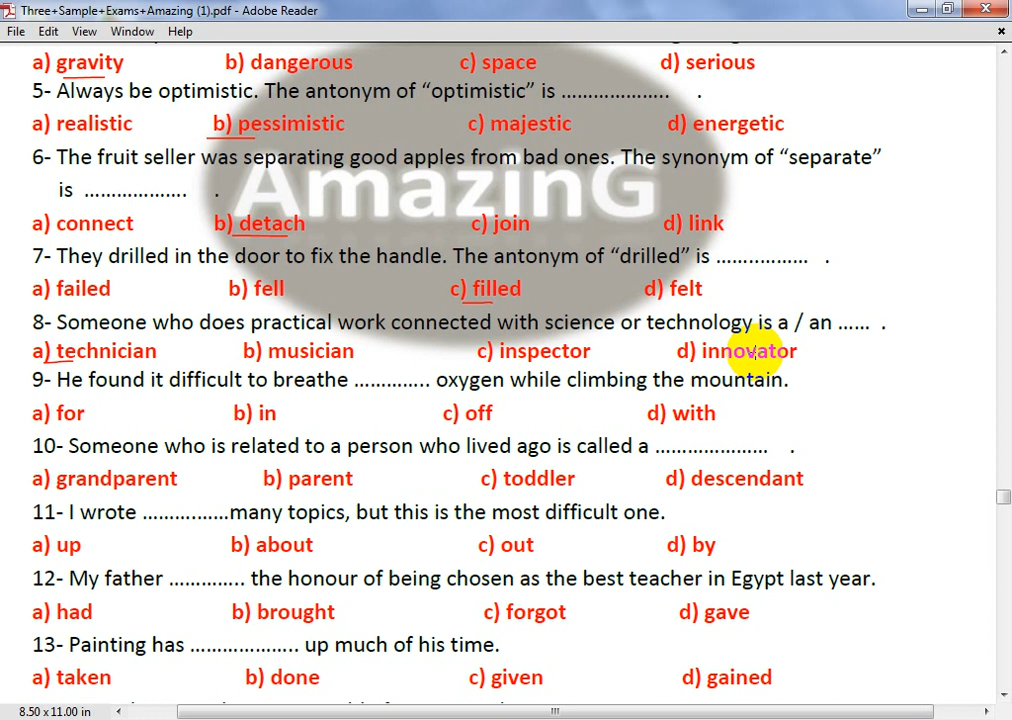 Three+Sample+Exams+Amazing (1).pdf - Adobe Reader
File Edit View Window Help
a) gravity b) dangerous c) space d) serious
5- Always be optimistic. The antonym of “optimistic” is ………………... .
a) realistic b) pessimistic c) majestic d) energetic
6- The fruit seller was separating good apples from bad ones. The synonym of “separate”
is ………………. .
a) connect b) detach c) join d) link
7- They drilled in the door to fix the handle. The antonym of “drilled” is ……..……… .
a) failed b) fell c) filled d) felt
8- Someone who does practical work connected with science or technology is a / an …… .
a) technician b) musician c) inspector d) innovator
9- He found it difficult to breathe ………….. oxygen while climbing the mountain.
a) for b) in c) off d) with
10- Someone who is related to a person who lived ago is called a ………………… .
a) grandparent b) parent c) toddler d) descendant
11- I wrote ……….……many topics, but this is the most difficult one.
a) up b) about c) out d) by
12- My father ………….. the honour of being chosen as the best teacher in Egypt last year.
a) had b) brought c) forgot d) gave
13- Painting has ……………….. up much of his time.
a) taken b) done c) given d) gained
AmazinG
8.50 x 11.00 in